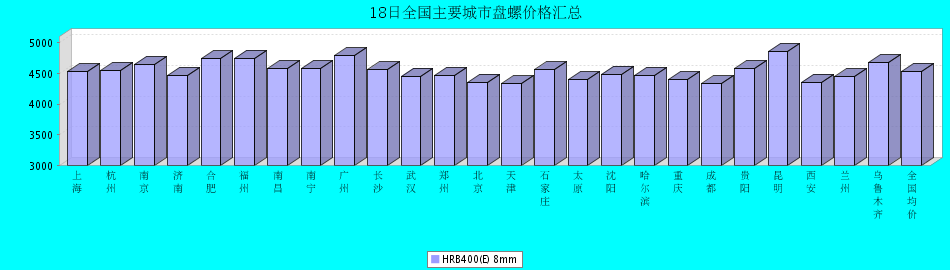 18日全国主要城市盘螺价格汇总
5000
4500
4000
3500
3000
上海 杭州 南京 济南 合肥 福州 南昌 南宁 广州 长沙 武汉 郑州 北京 天津 石家庄 太原 沈阳 哈尔滨 重庆 成都 贵阳 昆明 西安 兰州 乌鲁木齐 全国均价
HRB400(E) 8mm